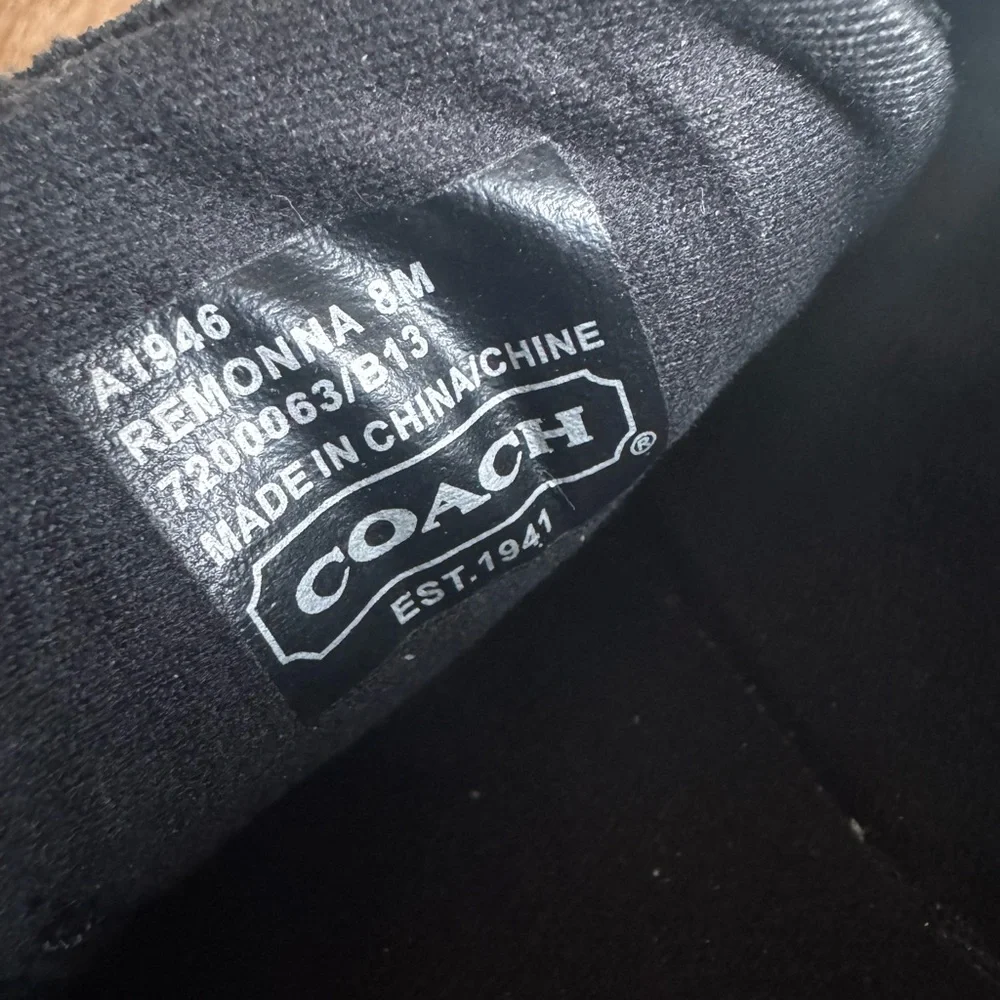 A1946
REMONNA 8M
7200063/B13
MADE IN CHINA/CHINE
COACH®
EST.1941